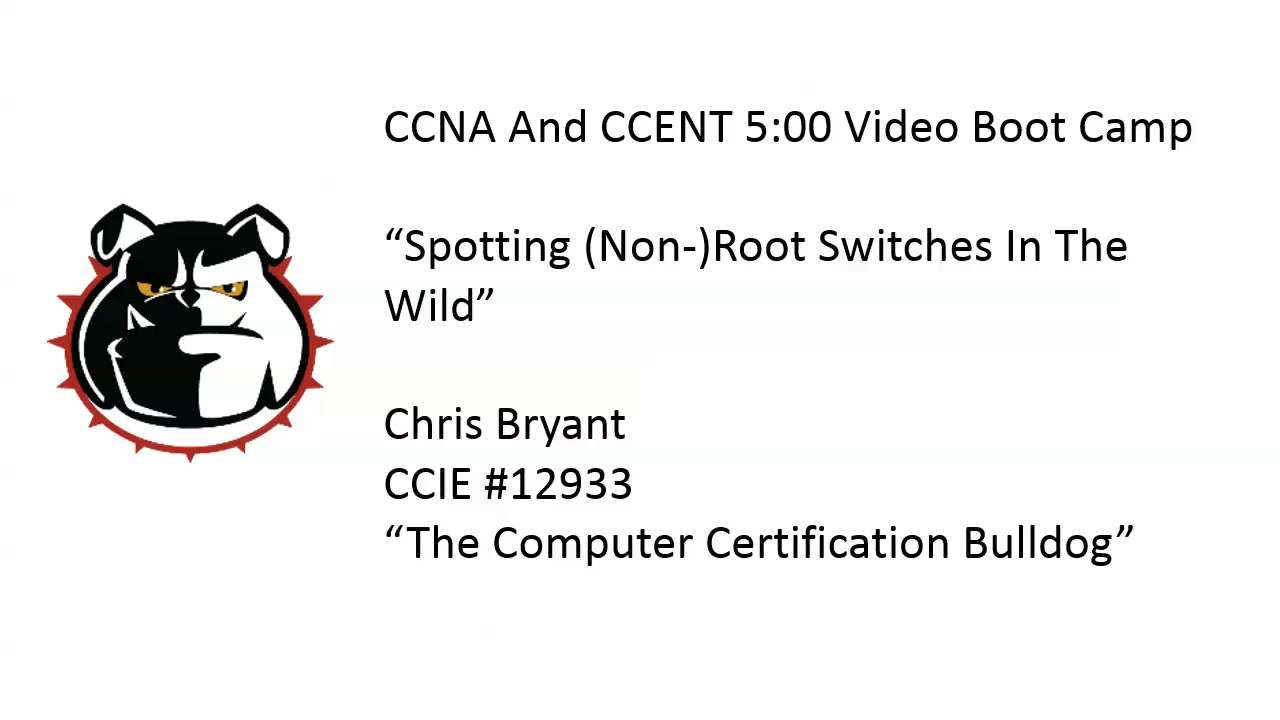 CCNA And CCENT 5:00 Video Boot Camp
“Spotting (Non-)Root Switches In The
Wild”
Chris Bryant
CCIE #12933
“The Computer Certification Bulldog”